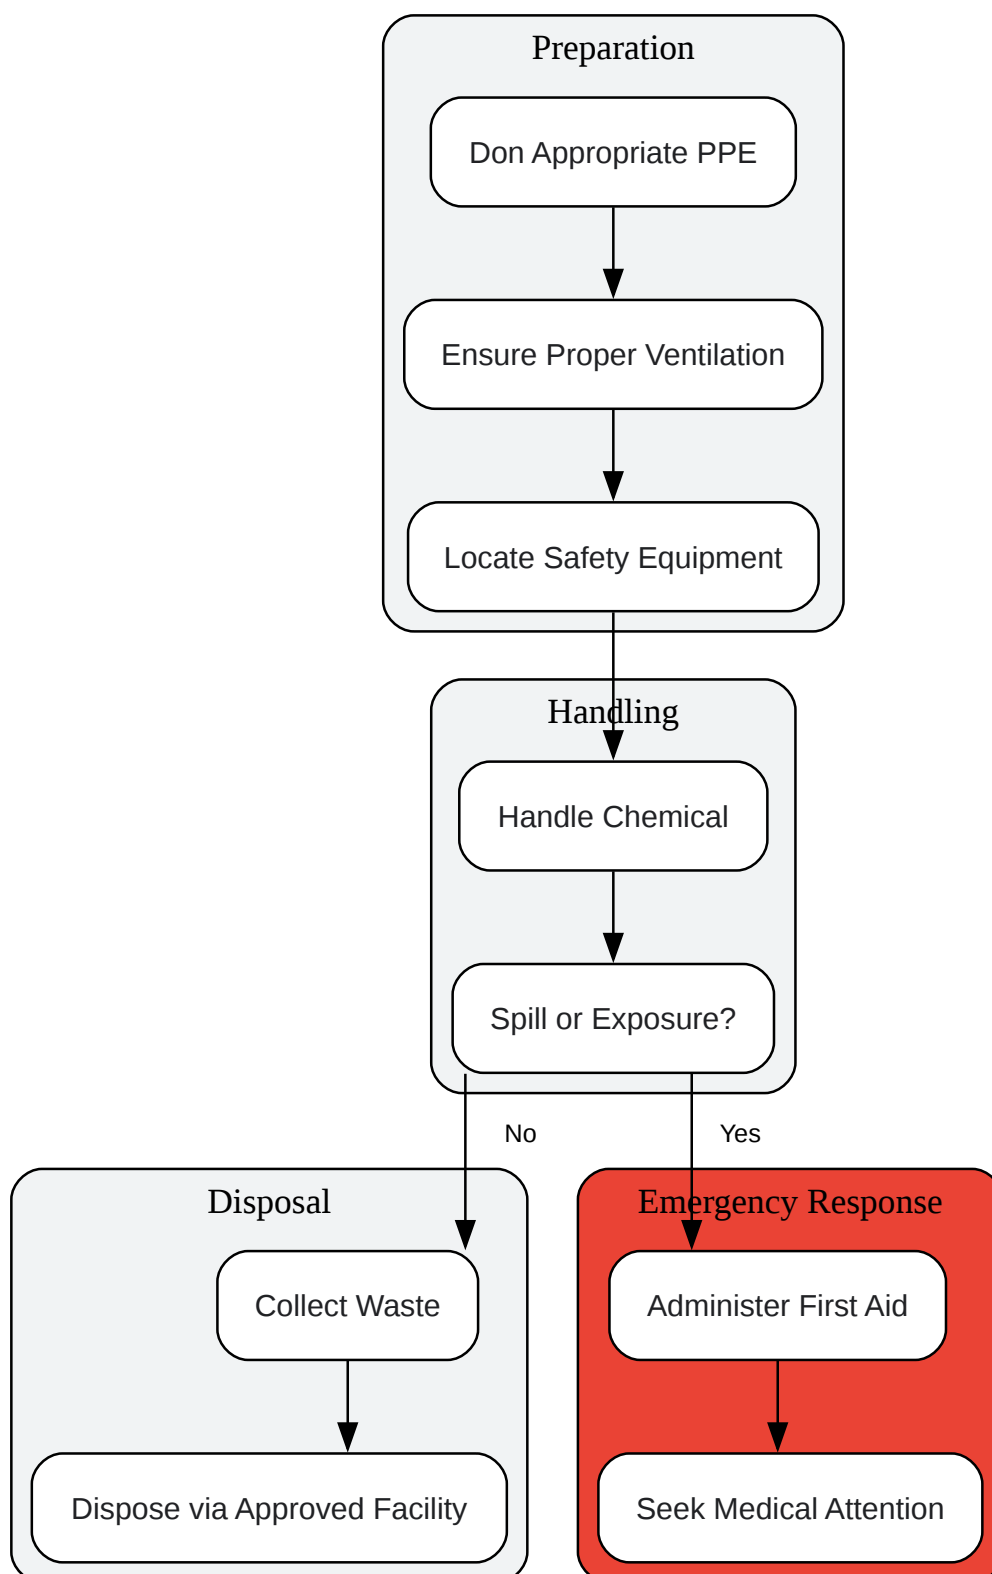 Preparation
Don Appropriate PPE
Ensure Proper Ventilation
Locate Safety Equipment
Handling
Handle Chemical
Spill or Exposure?
No
Yes
Disposal
Collect Waste
Dispose via Approved Facility
Emergency Response
Administer First Aid
Seek Medical Attention